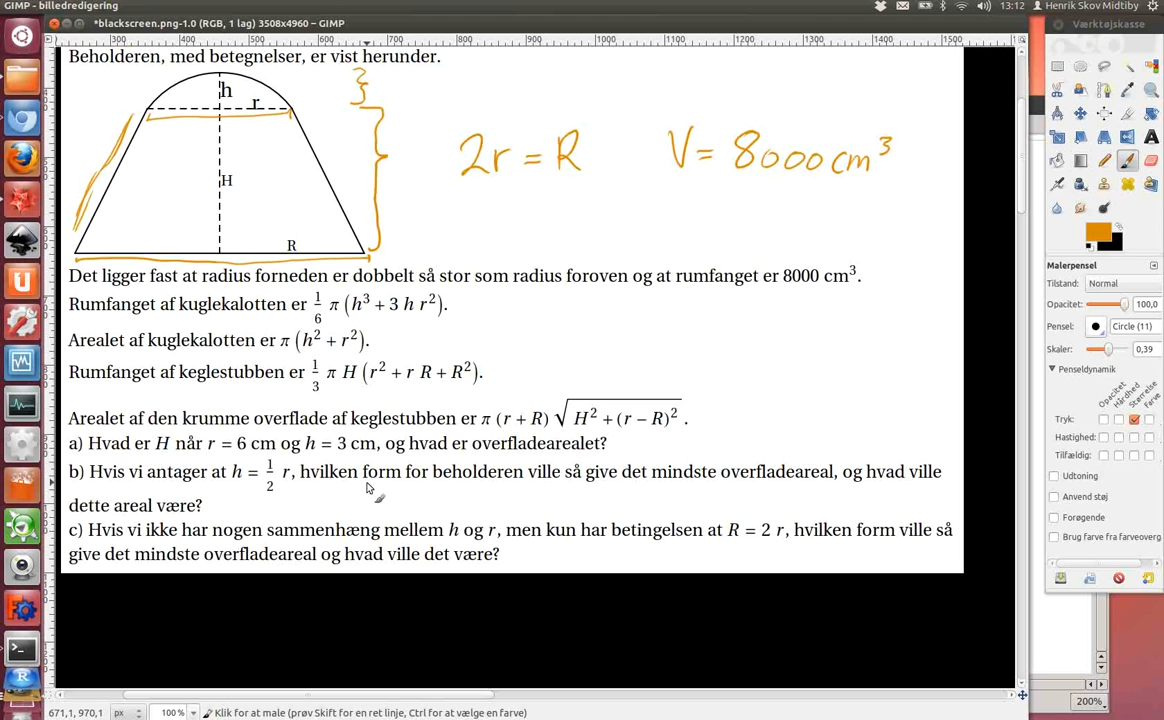 GIMP - billedredigering
13:12
Henrik Skov Midtiby
*blackscreen.png-1.0 (RGB, 1 lag) 3508x4960 – GIMP
Værktøjskasse
Beholderen, med betegnelser, er vist herunder.
h
r
H
R
2r = R V = 8000 cm³
Det ligger fast at radius forneden er dobbelt så stor som radius foroven og at rumfanget er 8000 cm³.
Rumfanget af kuglekalotten er 1/6 π (h³ + 3 h r²).
Arealet af kuglekalotten er π (h² + r²).
Rumfanget af keglestubben er 1/3 π H (r² + r R + R²).
Arealet af den krumme overflade af keglestubben er π (r + R) √(H² + (r − R)²).
a) Hvad er H når r = 6 cm og h = 3 cm, og hvad er overfladearealet?
b) Hvis vi antager at h = 1/2 r, hvilken form for beholderen ville så give det mindste overfladeareal, og hvad ville
dette areal være?
c) Hvis vi ikke har nogen sammenhæng mellem h og r, men kun har betingelsen at R = 2 r, hvilken form ville så
give det mindste overfladeareal og hvad ville det være?
Malerpensel
Tilstand: Normal
Opacitet: 100,0
Pensel: Circle (11)
Skaler: 0,39
Penseldynamik
Opacitet
Hårdhed
Størrelse
Farve
Tryk:
Hastighed:
Tilfældig:
Udtoning
Anvend støj
Forøgende
Brug farve fra farveoverg
200%
671,1, 970,1 px 100% Klik for at male (prøv Skift for en ret linje, Ctrl for at vælge en farve)